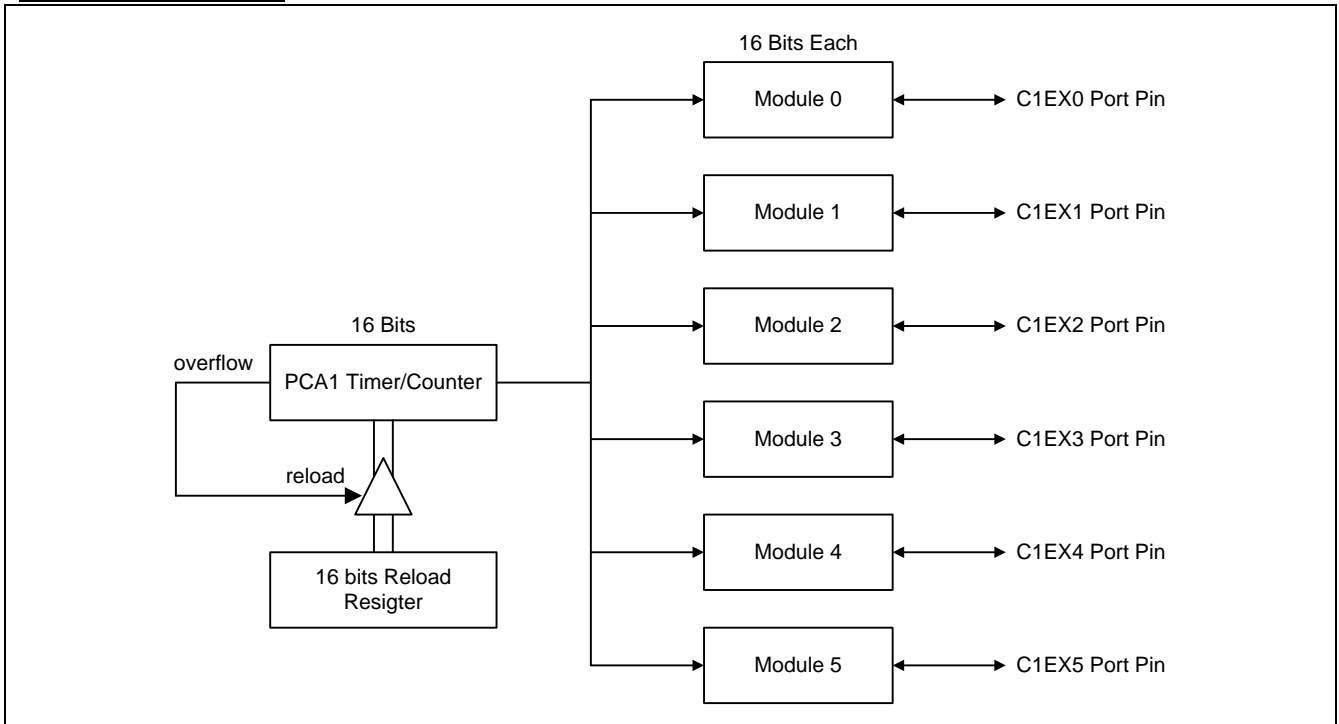 16 Bits Each
Module 0
C1EX0 Port Pin
Module 1
C1EX1 Port Pin
Module 2
C1EX2 Port Pin
16 Bits
overflow
PCA1 Timer/Counter
Module 3
C1EX3 Port Pin
reload
Module 4
C1EX4 Port Pin
16 bits Reload
Resigter
Module 5
C1EX5 Port Pin